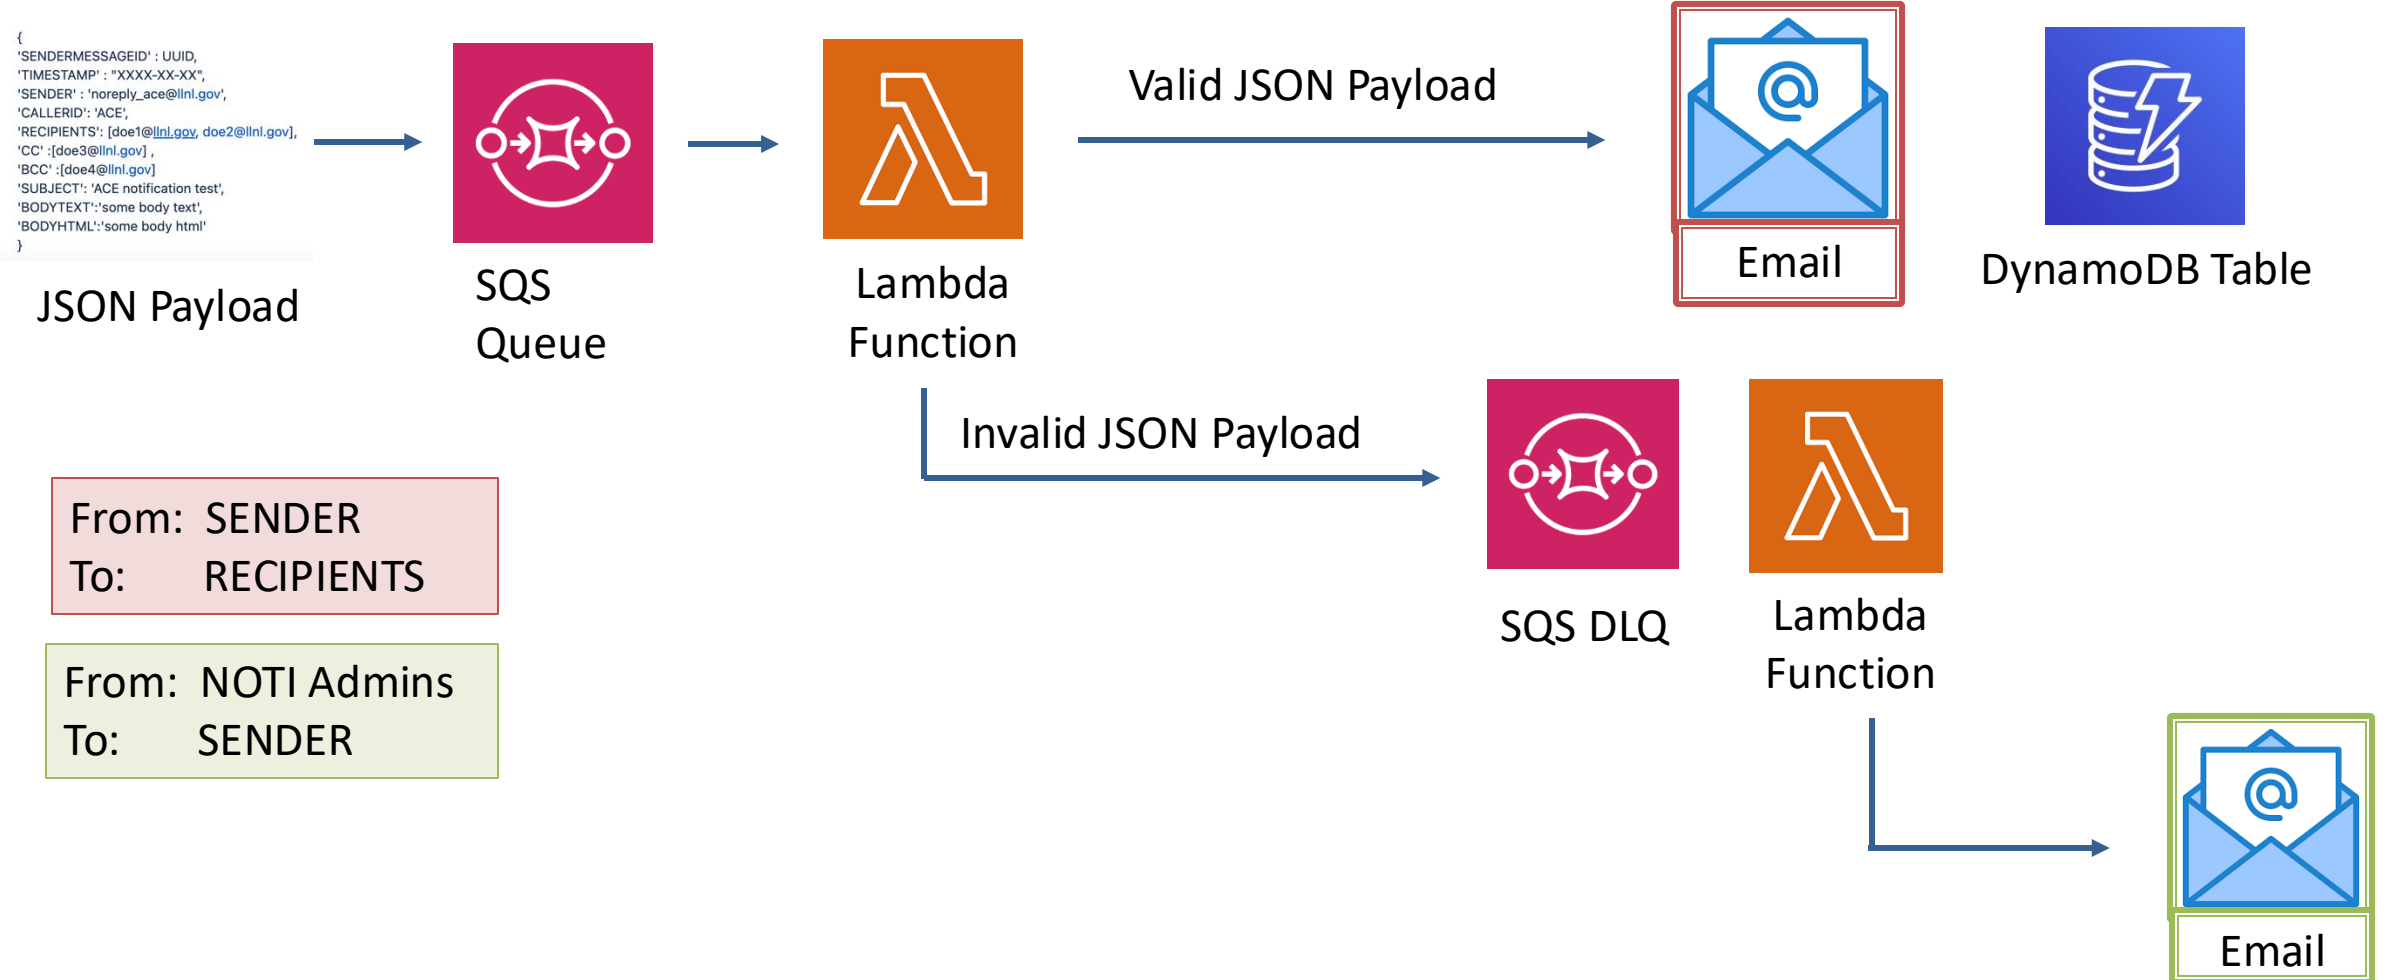 {
'SENDERMESSAGEID' : UUID,
'TIMESTAMP' : "XXXX-XX-XX",
'SENDER' : 'noreply_ace@llnl.gov',
'CALLERID': 'ACE',
'RECIPIENTS': [doe1@llnl.gov, doe2@llnl.gov],
'CC' :[doe3@llnl.gov] ,
'BCC' :[doe4@llnl.gov]
'SUBJECT': 'ACE notification test',
'BODYTEXT':'some body text',
'BODYHTML':'some body html'
}
JSON Payload
SQS
Queue
Lambda
Function
Valid JSON Payload
@
Email
DynamoDB Table
Invalid JSON Payload
SQS DLQ
Lambda
Function
From: SENDER
To: RECIPIENTS
From: NOTI Admins
To: SENDER
@
Email